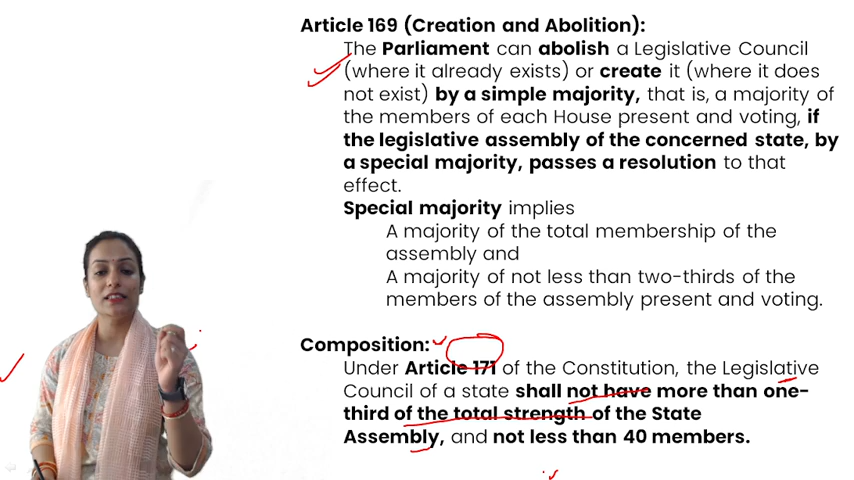 Article 169 (Creation and Abolition):
The Parliament can abolish a Legislative Council
(where it already exists) or create it (where it does
not exist) by a simple majority, that is, a majority of
the members of each House present and voting, if
the legislative assembly of the concerned state, by
a special majority, passes a resolution to that
effect.
Special majority implies
A majority of the total membership of the
assembly and
A majority of not less than two-thirds of the
members of the assembly present and voting.
Composition:
Under Article 171 of the Constitution, the Legislative
Council of a state shall not have more than one-
third of the total strength of the State
Assembly, and not less than 40 members.